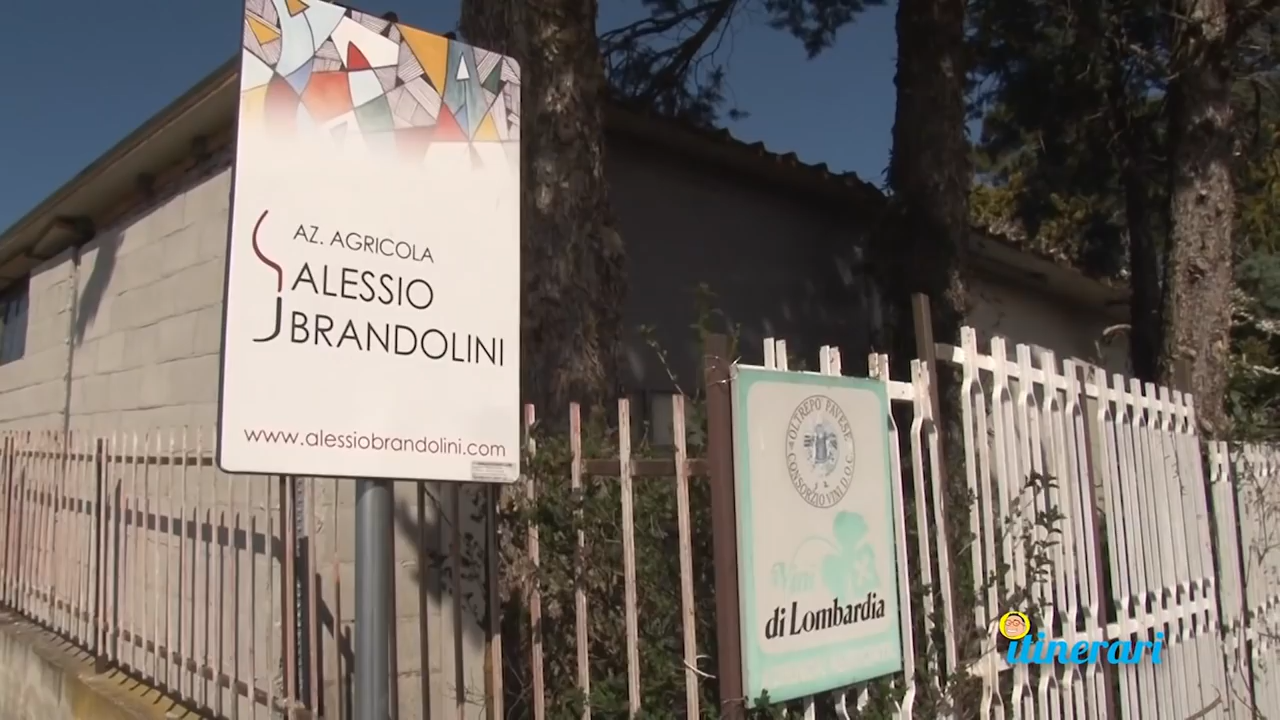 AZ. AGRICOLA
ALESSIO
BRANDOLINI
www.alessiobrandolini.com
OLTREPO PAVESE
CONSORZIO VINI D.O.C.
Vini
di Lombardia
itinerari